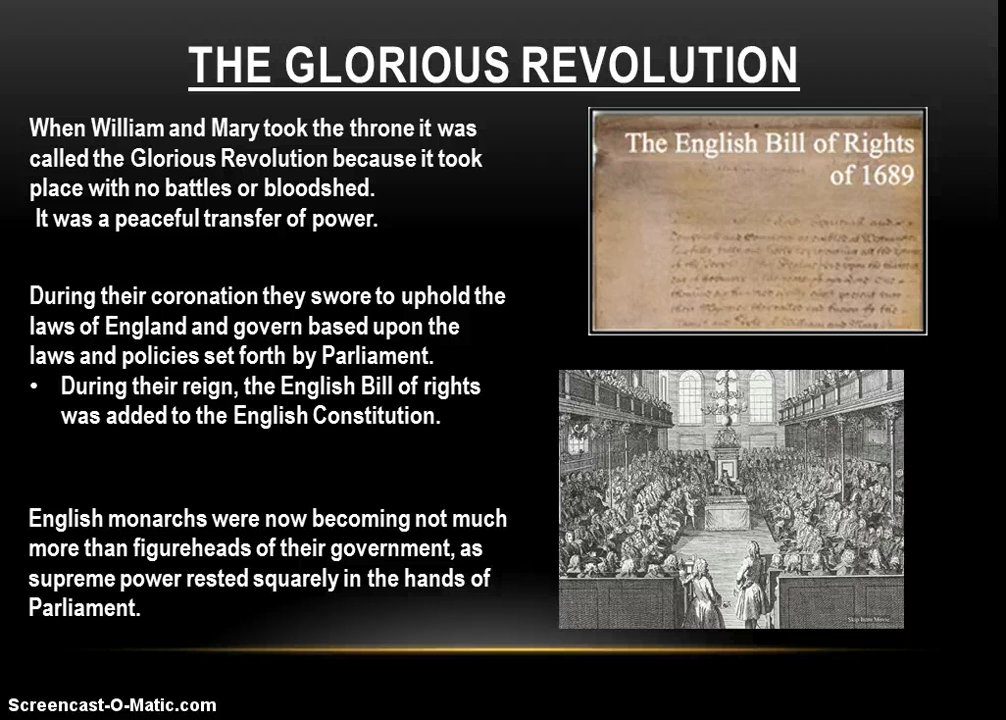 THE GLORIOUS REVOLUTION
When William and Mary took the throne it was
called the Glorious Revolution because it took
place with no battles or bloodshed.
It was a peaceful transfer of power.
During their coronation they swore to uphold the
laws of England and govern based upon the
laws and policies set forth by Parliament.
• During their reign, the English Bill of rights
was added to the English Constitution.
English monarchs were now becoming not much
more than figureheads of their government, as
supreme power rested squarely in the hands of
Parliament.
The English Bill of Rights
of 1689
Screencast-O-Matic.com